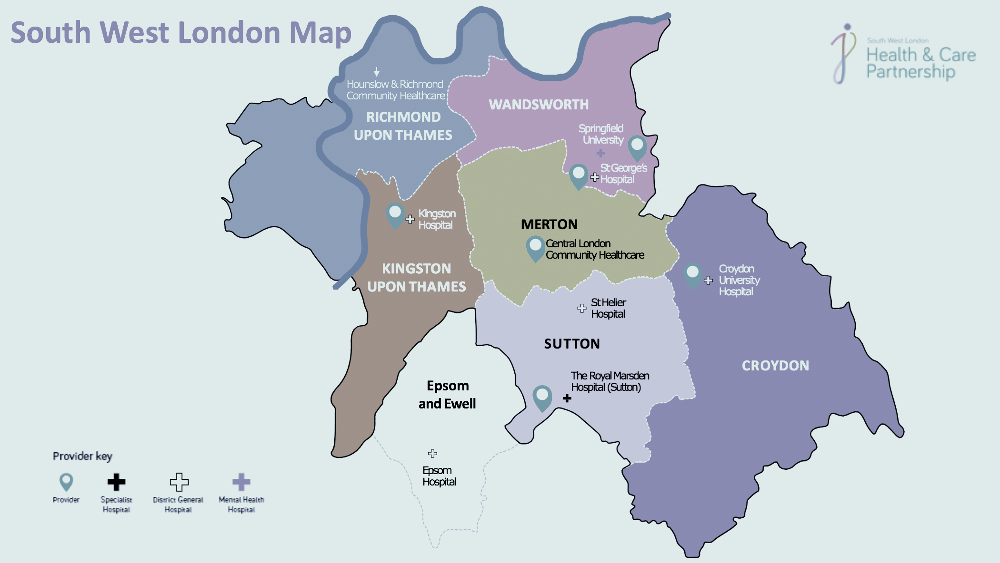 South West London Map
South West London
Health & Care
Partnership
Hounslow & Richmond
Community Healthcare
RICHMOND
UPON THAMES
WANDSWORTH
Springfield
University
St George's
Hospital
Kingston
Hospital
KINGSTON
UPON THAMES
MERTON
Central London
Community Healthcare
Croydon
University
Hospital
St Helier
Hospital
SUTTON
CROYDON
The Royal Marsden
Hospital (Sutton)
Epsom
and Ewell
Epsom
Hospital
Provider key
Provider
Specialist
Hospital
District General
Hospital
Mental Health
Hospital